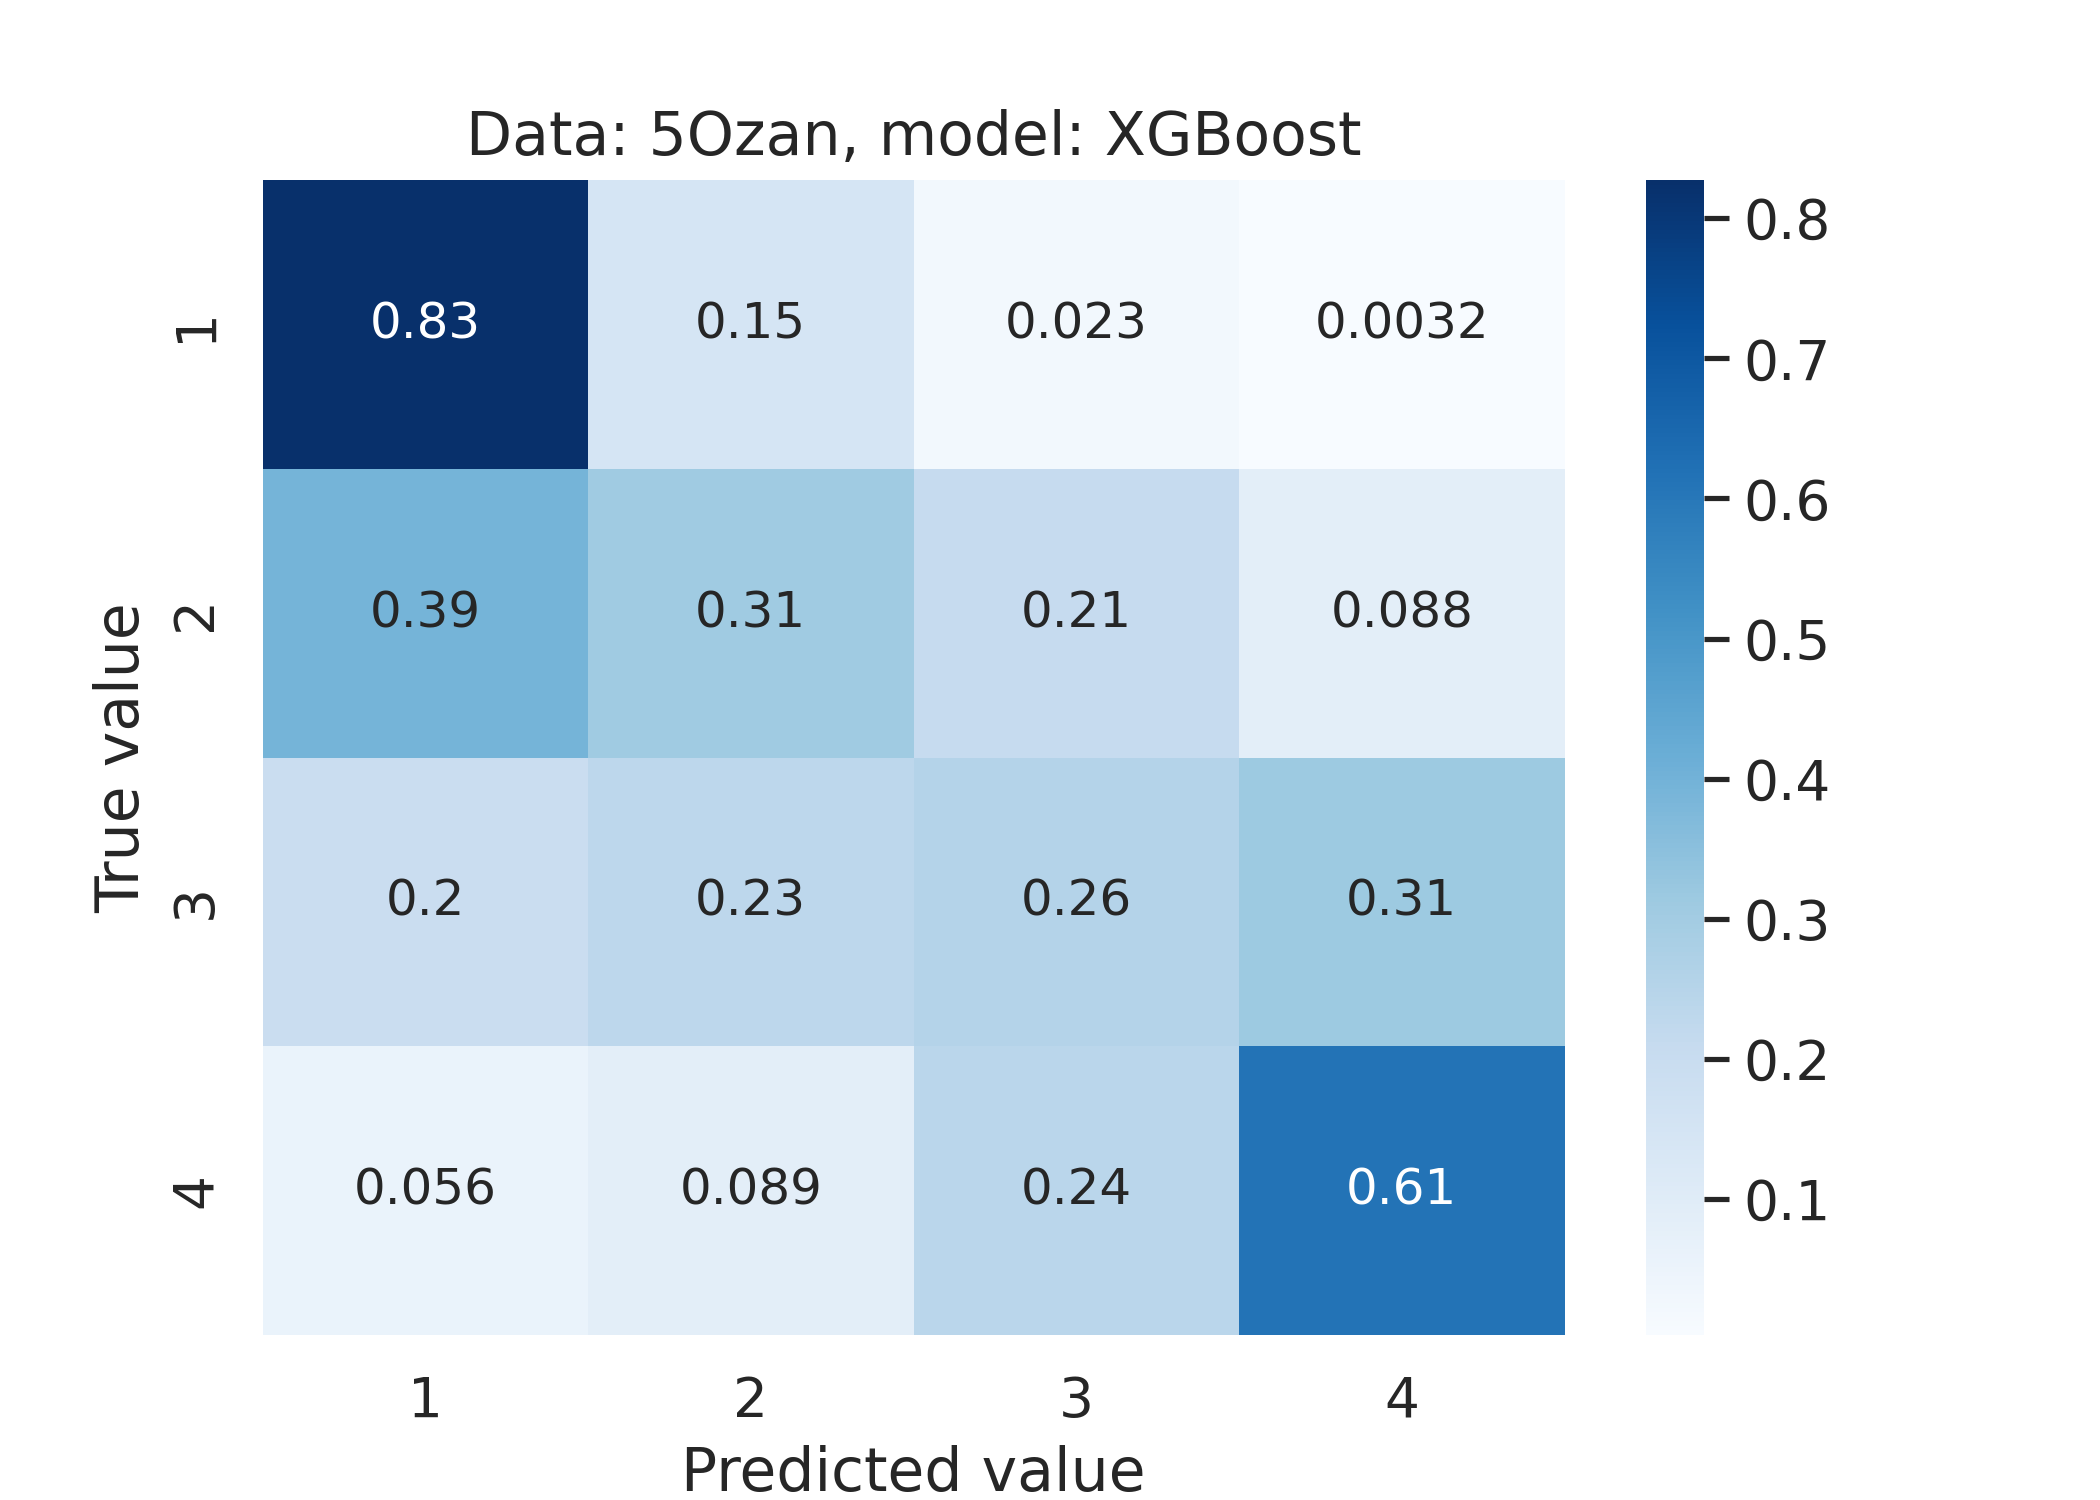 Data: 5Ozan, model: XGBoost
1 0.83 0.15 0.023 0.0032
2 0.39 0.31 0.21 0.088
3 0.2 0.23 0.26 0.31
4 0.056 0.089 0.24 0.61
1 2 3 4
Predicted value
True value
0.8
0.7
0.6
0.5
0.4
0.3
0.2
0.1